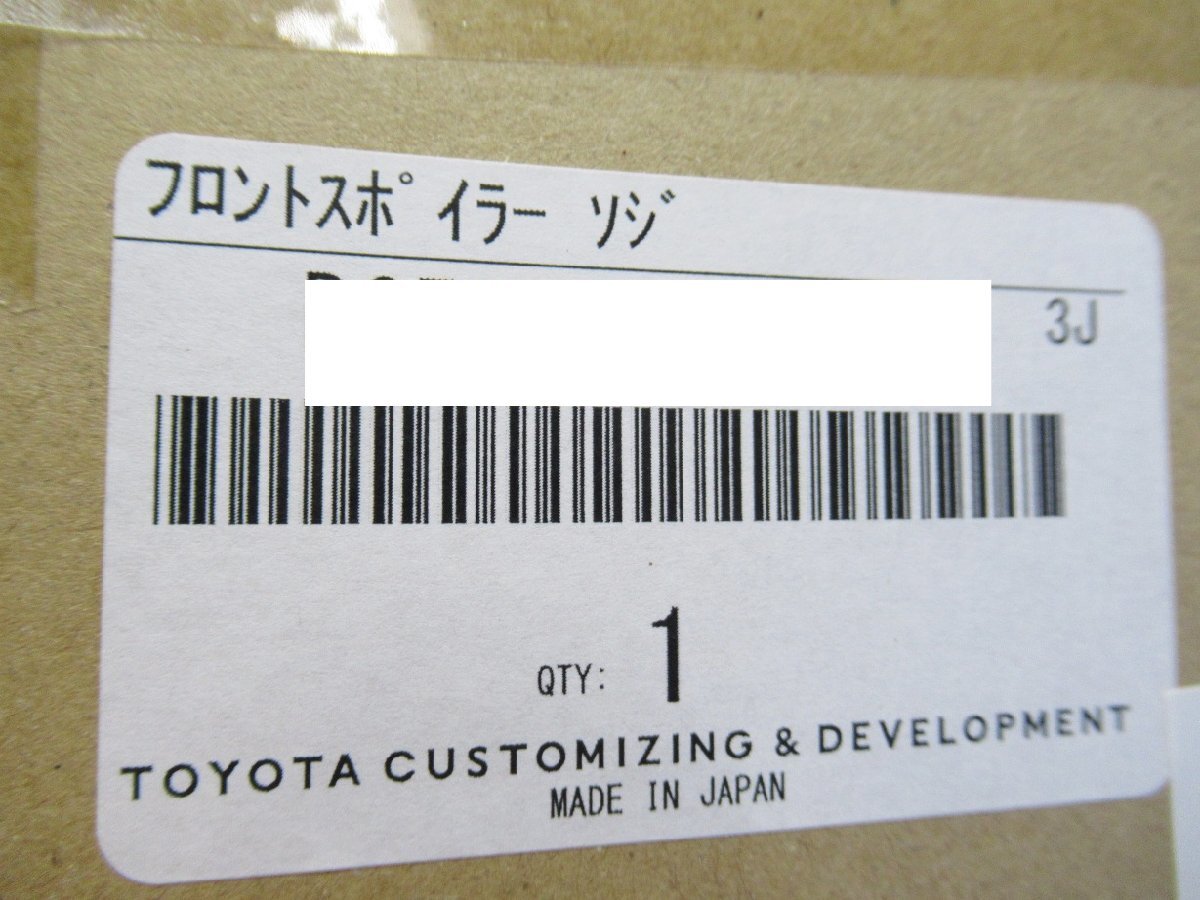 フロントスポイラー ソジ
3J
QTY: 1
TOYOTA CUSTOMIZING & DEVELOPMENT
MADE IN JAPAN